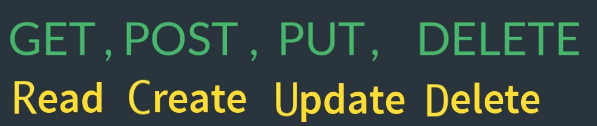 GET, POST, PUT, DELETE
Read Create Update Delete